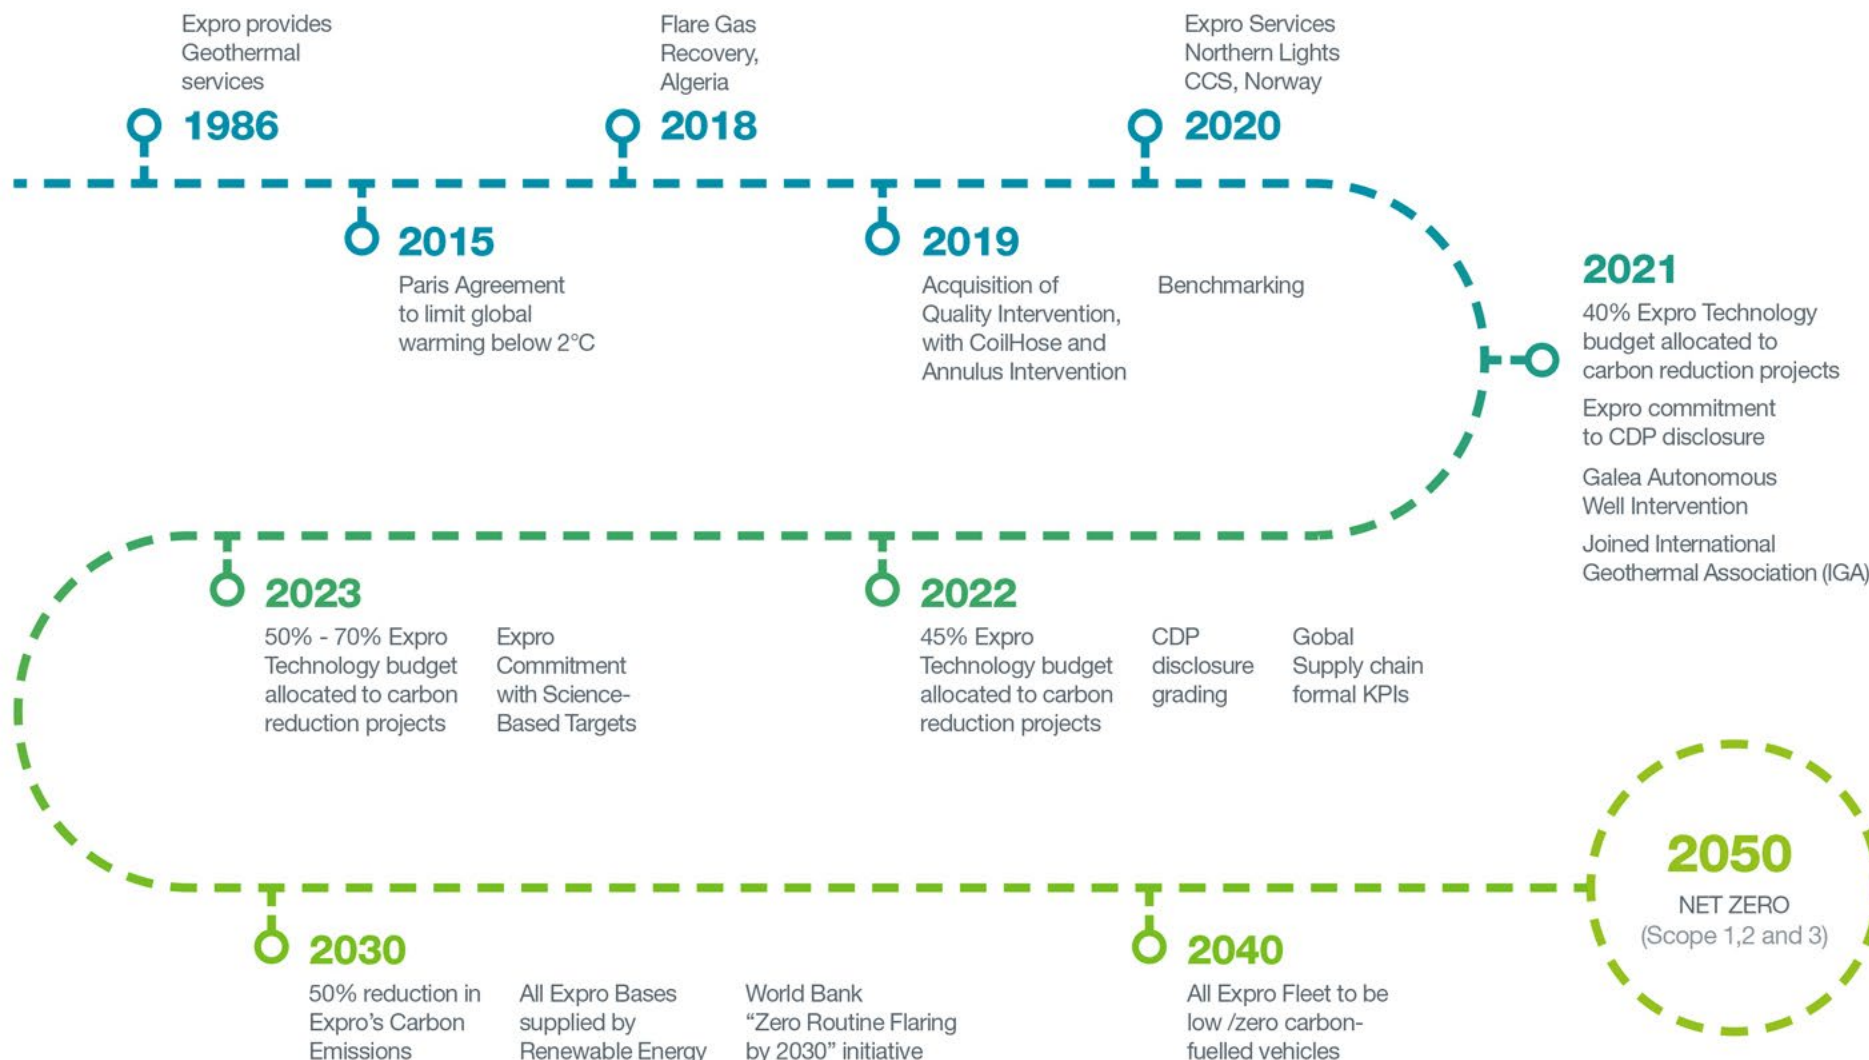 Expro provides
Geothermal
services
1986
2015
Paris Agreement
to limit global
warming below 2°C
Flare Gas
Recovery,
Algeria
2018
2019
Acquisition of
Quality Intervention,
with CoilHose and
Annulus Intervention
Benchmarking
Expro Services
Northern Lights
CCS, Norway
2020
2021
40% Expro Technology
budget allocated to
carbon reduction projects
Expro commitment
to CDP disclosure
Galea Autonomous
Well Intervention
Joined International
Geothermal Association (IGA)
2022
45% Expro
Technology budget
allocated to carbon
reduction projects
CDP
disclosure
grading
Gobal
Supply chain
formal KPIs
2023
50% - 70% Expro
Technology budget
allocated to carbon
reduction projects
Expro
Commitment
with Science-
Based Targets
2030
50% reduction in
Expro's Carbon
Emissions
All Expro Bases
supplied by
Renewable Energy
World Bank
“Zero Routine Flaring
by 2030” initiative
2040
All Expro Fleet to be
low /zero carbon-
fuelled vehicles
2050
NET ZERO
(Scope 1,2 and 3)